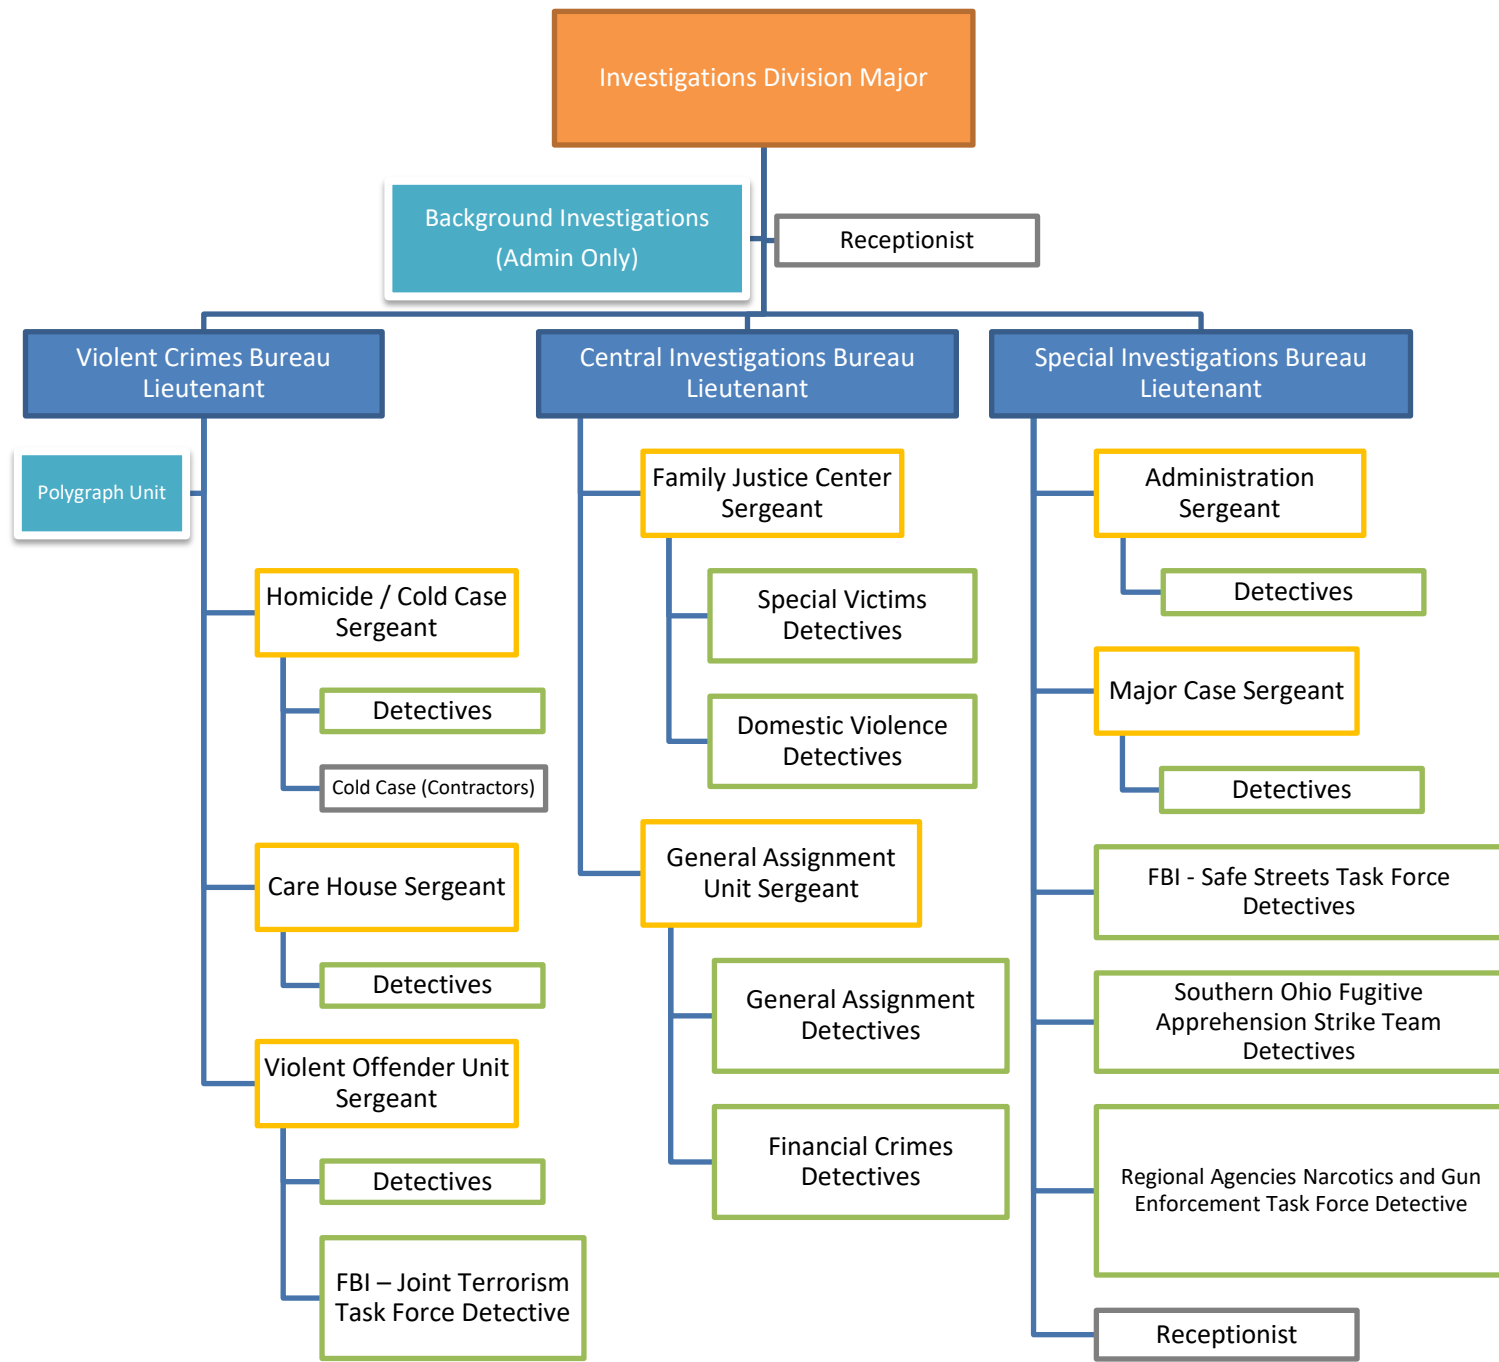 Investigations Division Major
Background Investigations
(Admin Only)
Receptionist
Violent Crimes Bureau
Lieutenant
Polygraph Unit
Homicide / Cold Case
Sergeant
Detectives
Cold Case (Contractors)
Care House Sergeant
Detectives
Violent Offender Unit
Sergeant
Detectives
FBI – Joint Terrorism
Task Force Detective
Central Investigations Bureau
Lieutenant
Family Justice Center
Sergeant
Special Victims
Detectives
Domestic Violence
Detectives
General Assignment
Unit Sergeant
General Assignment
Detectives
Financial Crimes
Detectives
Special Investigations Bureau
Lieutenant
Administration
Sergeant
Detectives
Major Case Sergeant
Detectives
FBI - Safe Streets Task Force
Detectives
Southern Ohio Fugitive
Apprehension Strike Team
Detectives
Regional Agencies Narcotics and Gun
Enforcement Task Force Detective
Receptionist